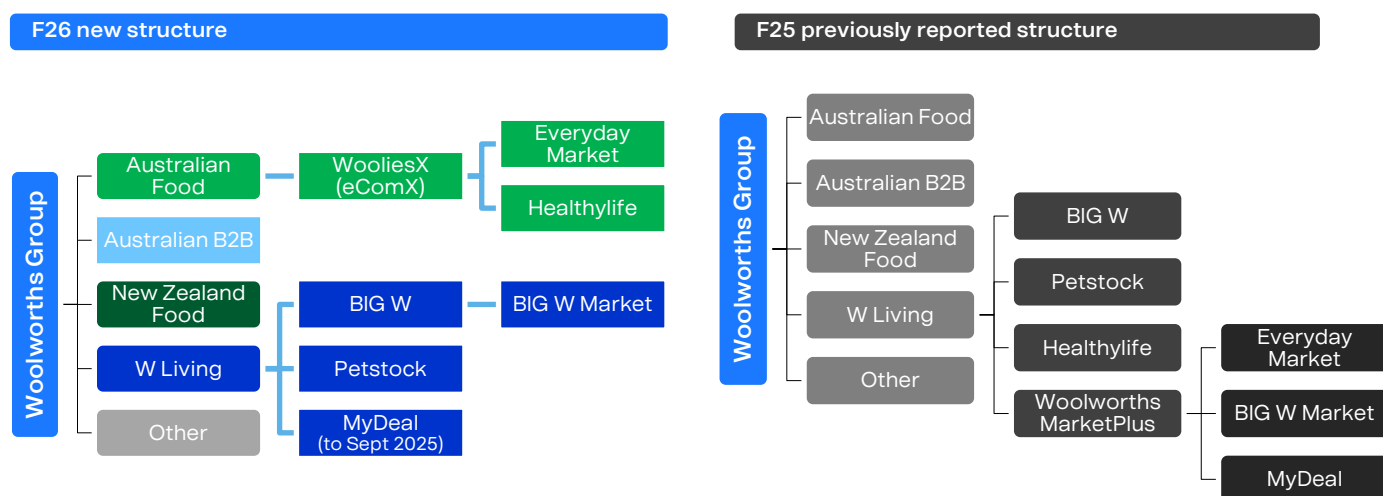 F26 new structure
Woolworths Group
Australian
Food
WooliesX
(eComX)
Everyday
Market
Healthylife
Australian B2B
New Zealand
Food
W Living
BIG W
BIG W Market
Petstock
MyDeal
(to Sept 2025)
Other
F25 previously reported structure
Woolworths Group
Australian Food
Australian B2B
New Zealand
Food
W Living
Other
BIG W
Petstock
Healthylife
Woolworths
MarketPlus
Everyday
Market
BIG W Market
MyDeal